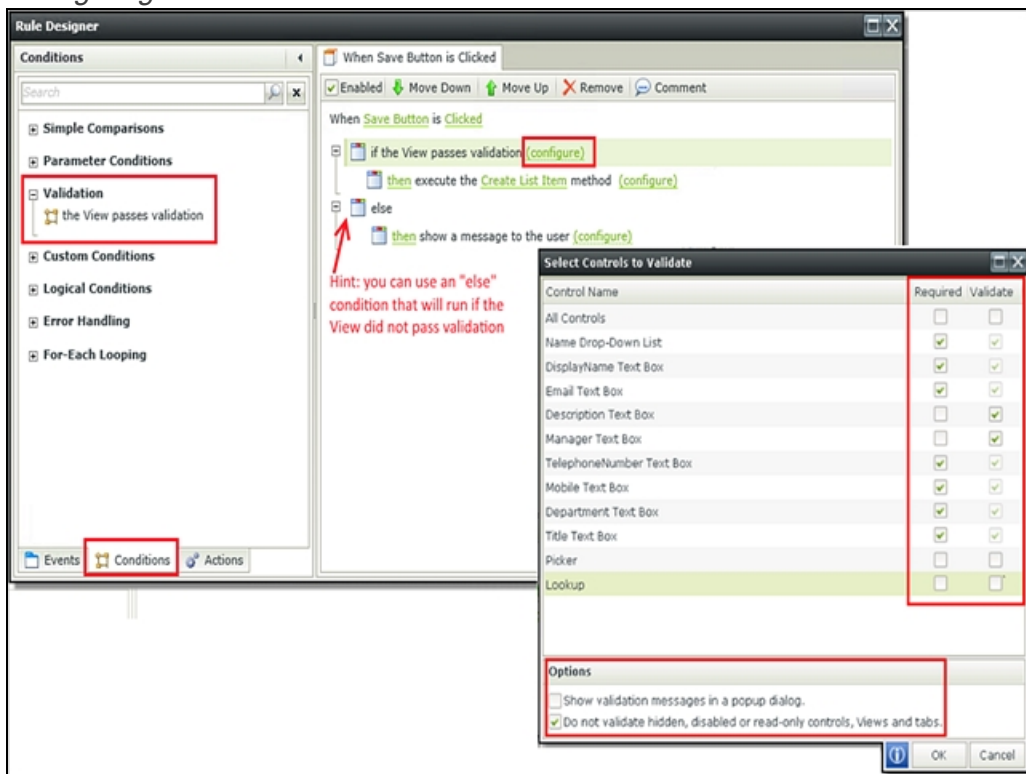 Rule Designer
Conditions
Search
Simple Comparisons
Parameter Conditions
Validation
the View passes validation
Custom Conditions
Logical Conditions
Error Handling
For-Each Looping
Events Conditions Actions
When Save Button is Clicked
Enabled Move Down Move Up Remove Comment
When Save Button is Clicked
if the View passes validation (configure)
then execute the Create List Item method (configure)
else
then show a message to the user (configure)
Hint: you can use an "else"
condition that will run if the
View did not pass validation
Select Controls to Validate
Control Name Required Validate
All Controls
Name Drop-Down List
DisplayName Text Box
Email Text Box
Description Text Box
Manager Text Box
TelephoneNumber Text Box
Mobile Text Box
Department Text Box
Title Text Box
Picker
Lookup
Options
Show validation messages in a popup dialog.
Do not validate hidden, disabled or read-only controls, Views and tabs.
OK Cancel